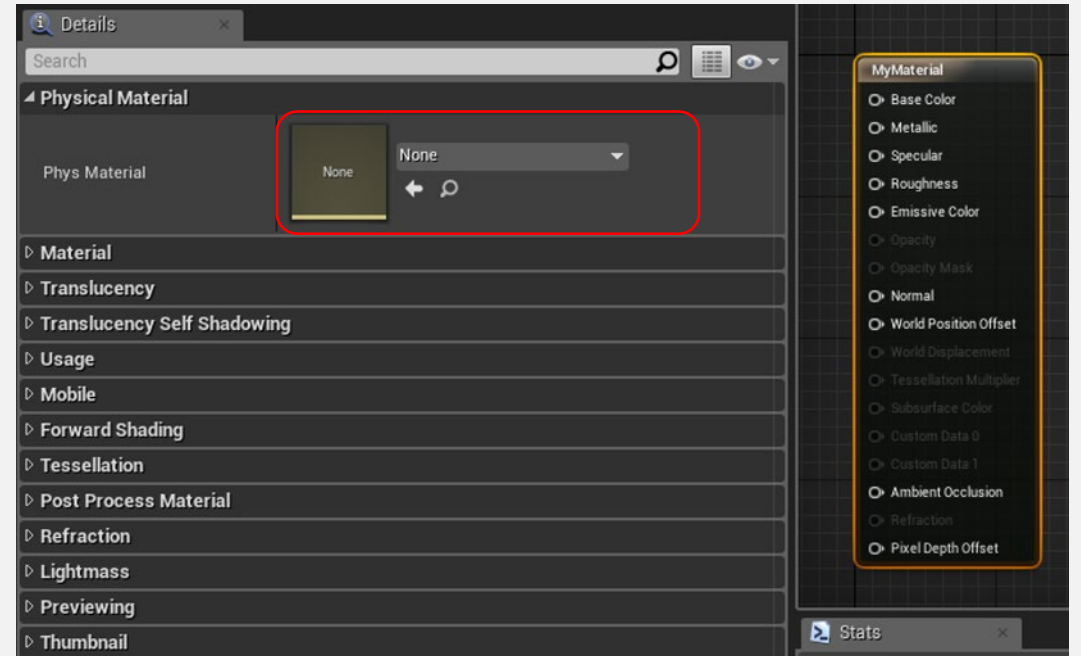 Details
Search
Physical Material
Phys Material
None
None
Material
Translucency
Translucency Self Shadowing
Usage
Mobile
Forward Shading
Tessellation
Post Process Material
Refraction
Lightmass
Previewing
Thumbnail
MyMaterial
Base Color
Metallic
Specular
Roughness
Emissive Color
Opacity
Opacity Mask
Normal
World Position Offset
World Displacement
Tessellation Multiplier
Subsurface Color
Custom Data 0
Custom Data 1
Ambient Occlusion
Refraction
Pixel Depth Offset
Stats